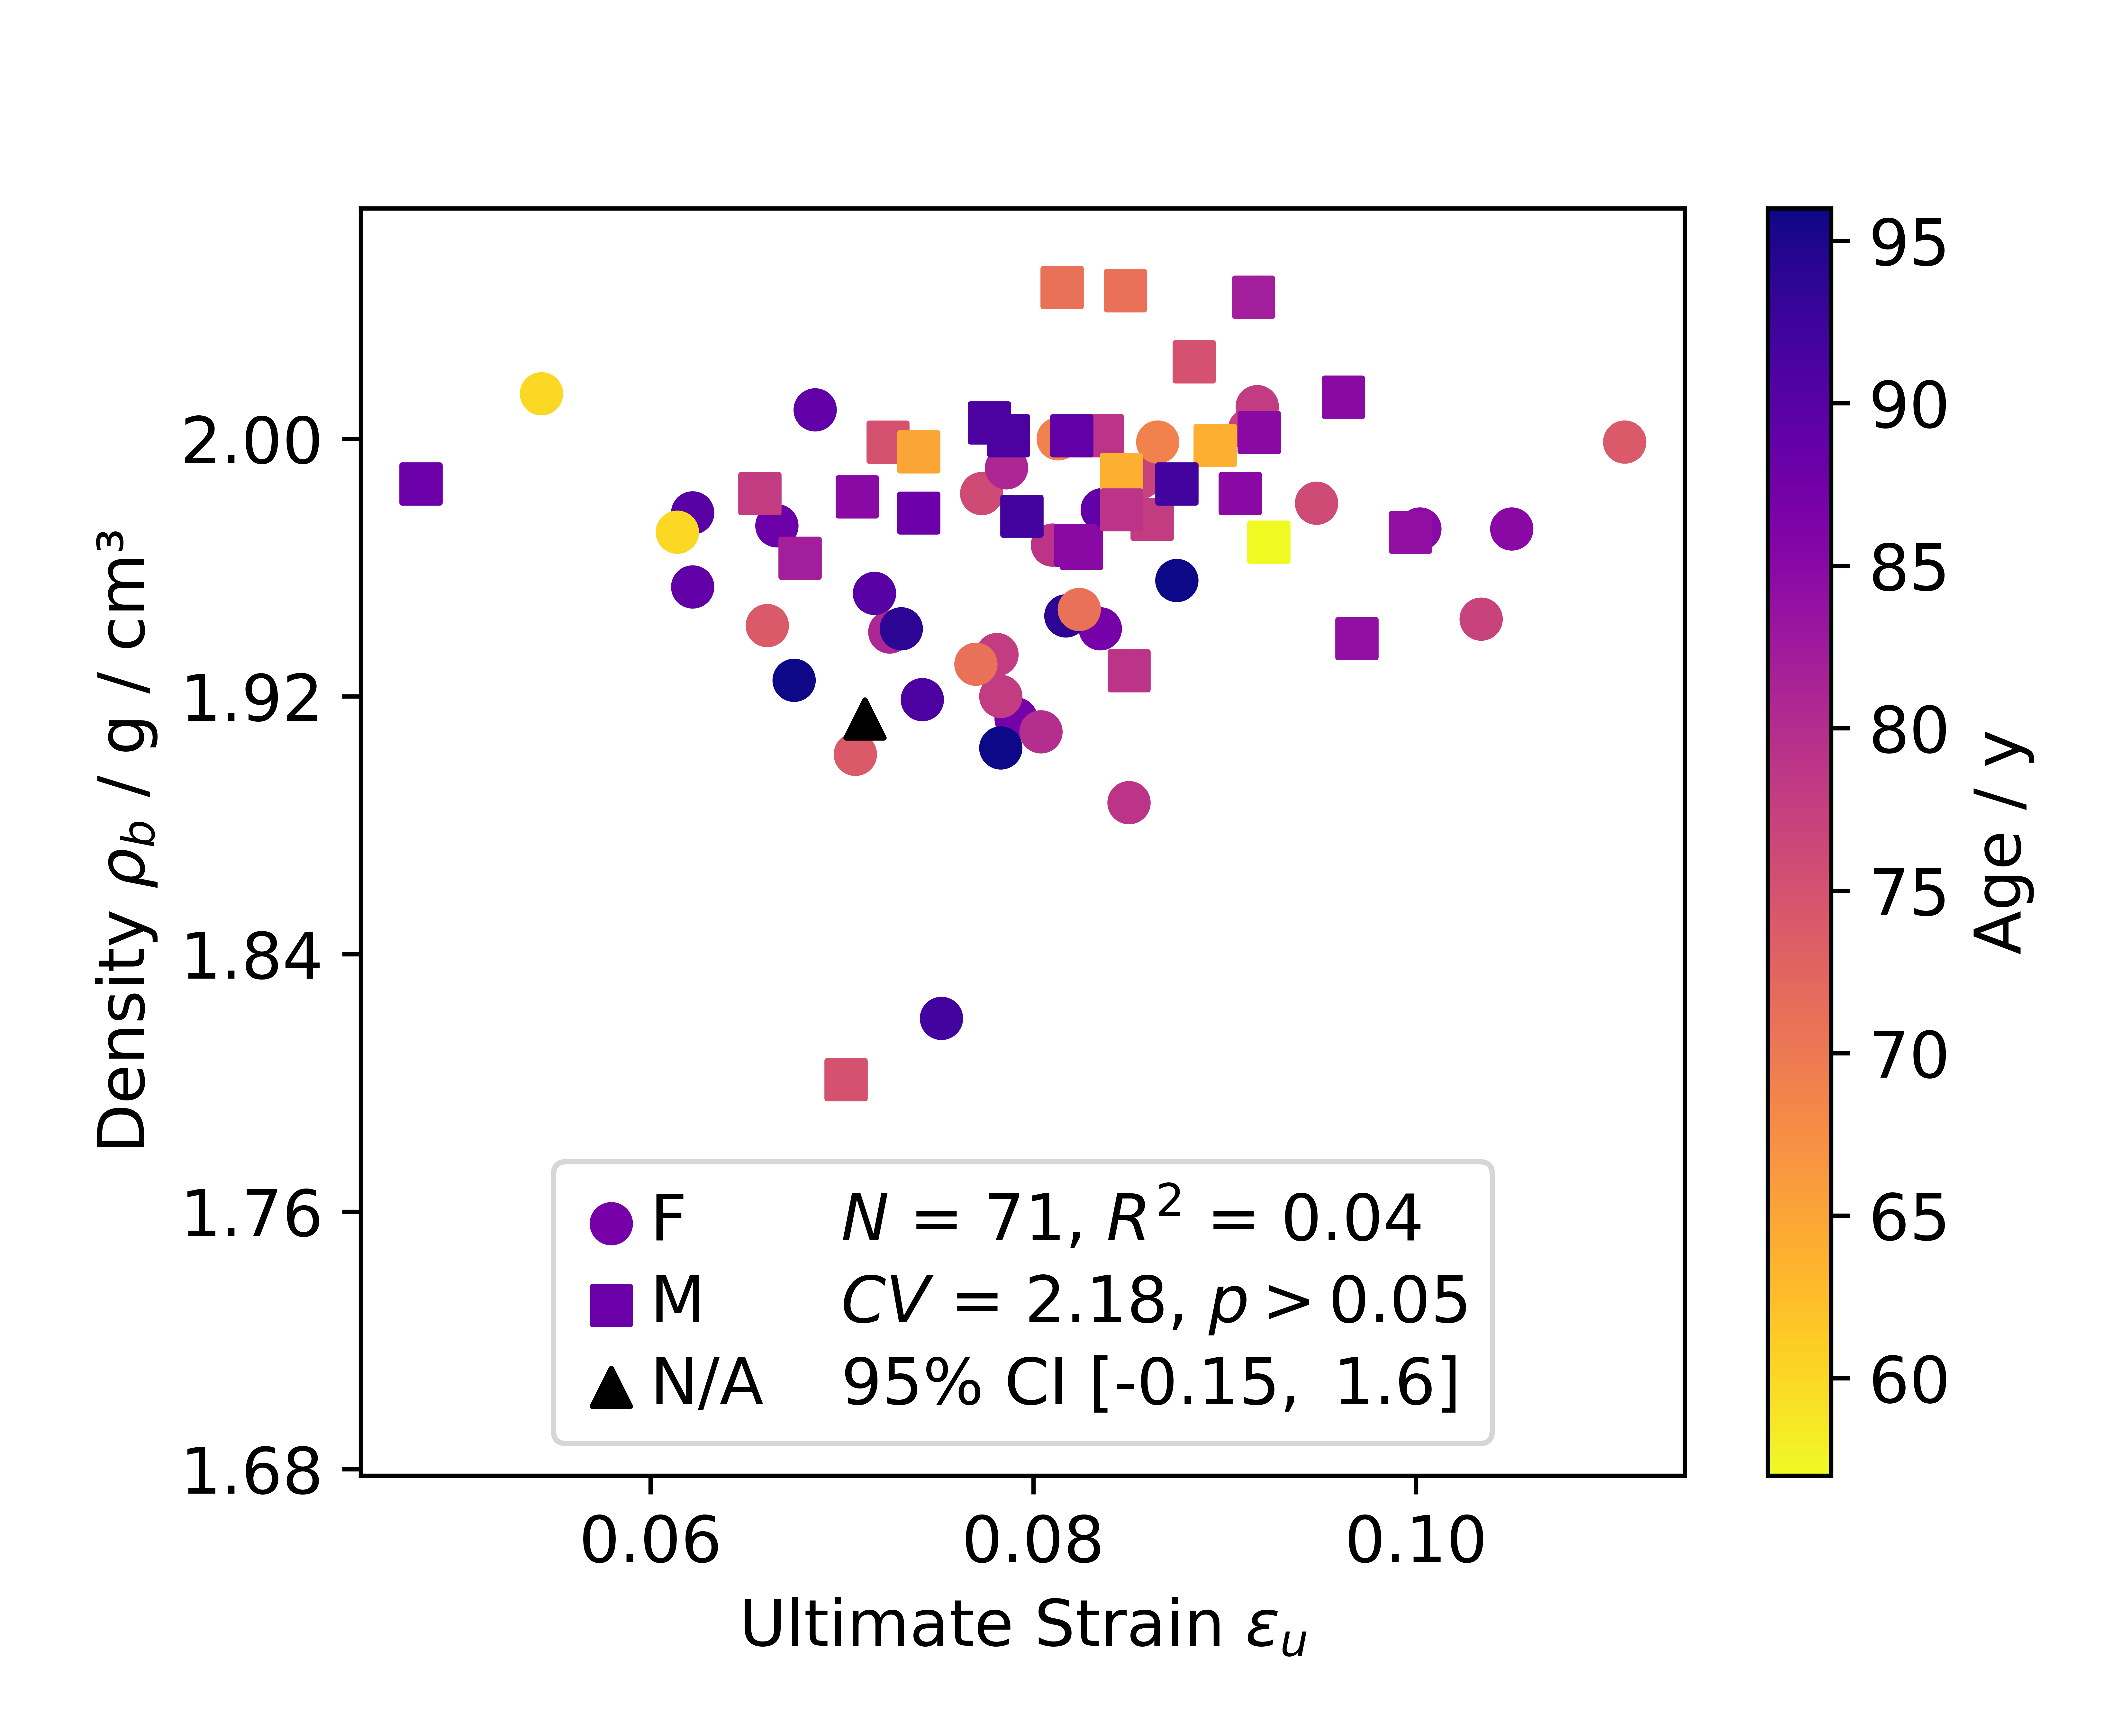 2.00
1.92
1.84
1.76
1.68
Density ρb / g / cm³
0.06
0.08
0.10
Ultimate Strain εu
F
M
N/A
N = 71, R² = 0.04
CV = 2.18, p > 0.05
95% CI [-0.15, 1.6]
95
90
85
80
75
70
65
60
Age / y